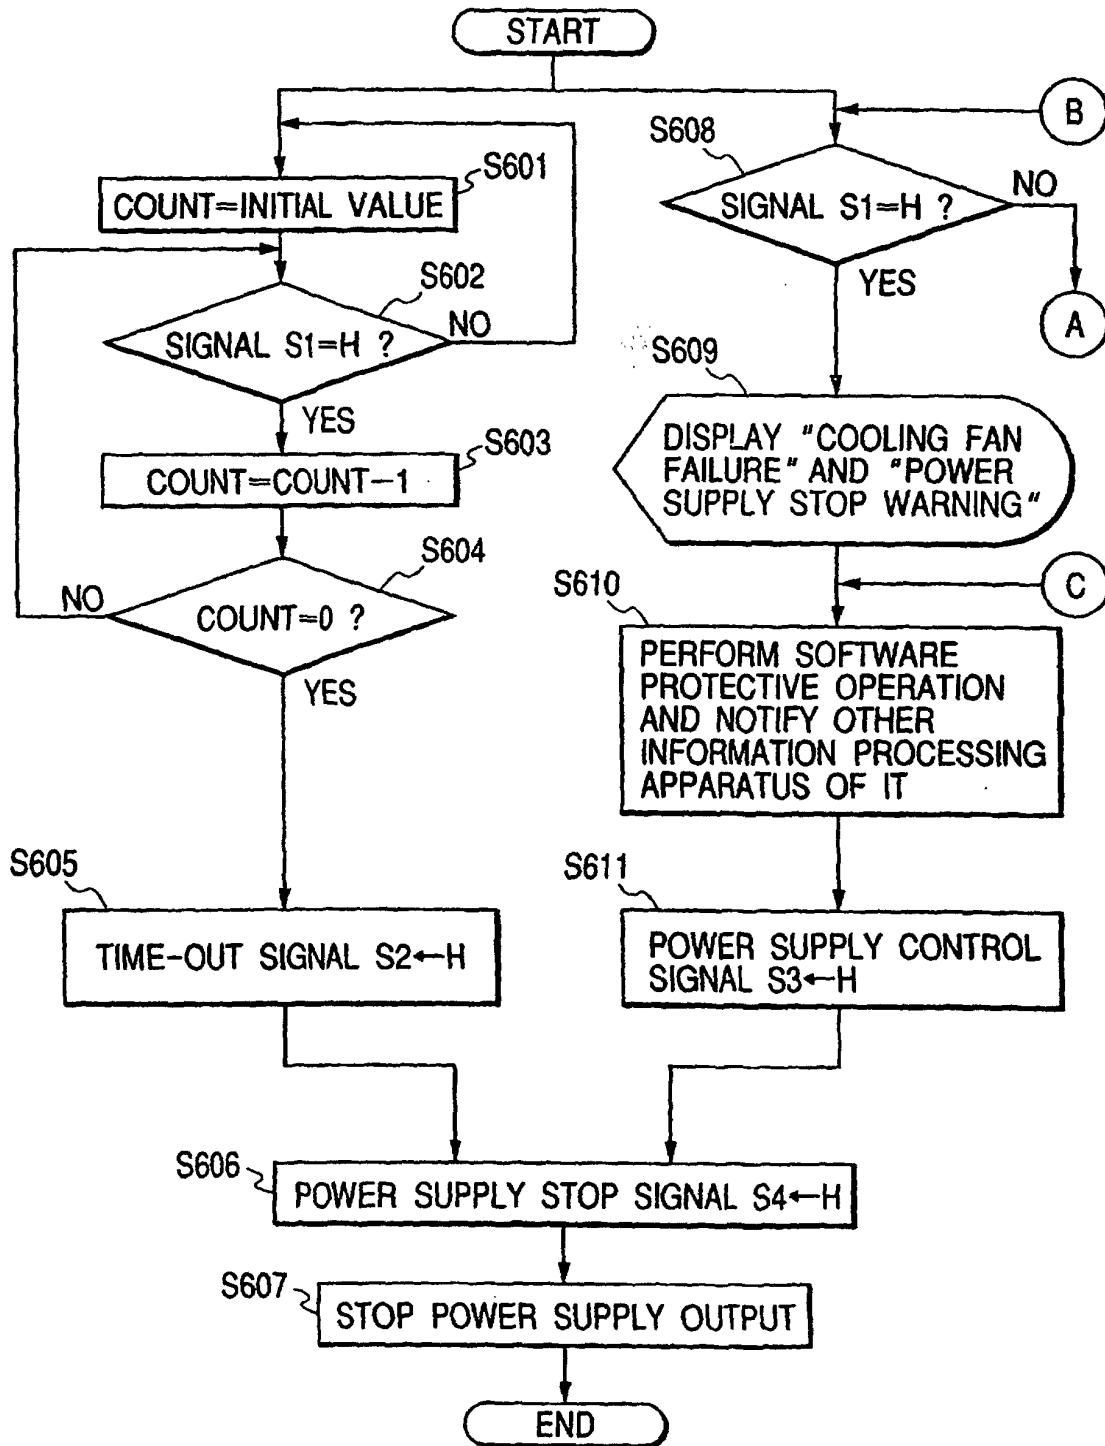 START
B
S608
S601
COUNT=INITIAL VALUE
SIGNAL S1=H ?
NO
YES
A
S602
SIGNAL S1=H ?
NO
YES
S609
DISPLAY "COOLING FAN
FAILURE" AND "POWER
SUPPLY STOP WARNING"
S603
COUNT=COUNT-1
S604
COUNT=0 ?
NO
YES
C
S610
PERFORM SOFTWARE
PROTECTIVE OPERATION
AND NOTIFY OTHER
INFORMATION PROCESSING
APPARATUS OF IT
S605
TIME-OUT SIGNAL S2←H
S611
POWER SUPPLY CONTROL
SIGNAL S3←H
S606
POWER SUPPLY STOP SIGNAL S4←H
S607
STOP POWER SUPPLY OUTPUT
END